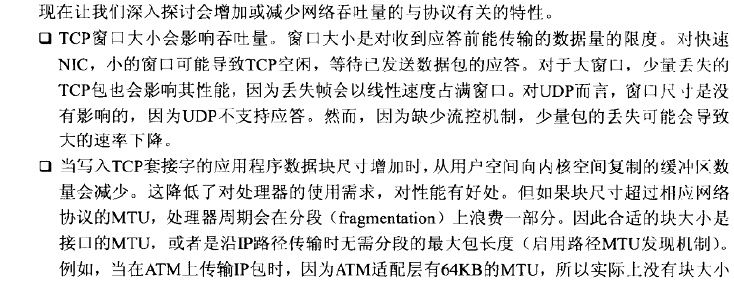 现在让我们深入探讨会增加或减少网络吞吐量的与协议有关的特性。
❑ TCP窗口大小会影响吞吐量。窗口大小是对收到应答前能传输的数据量的限度。对快速
NIC，小的窗口可能导致TCP空闲，等待已发送数据包的应答。对于大窗口，少量丢失的
TCP包也会影响其性能，因为丢失帧会以线性速度占满窗口。对UDP而言，窗口尺寸是没
有影响的，因为UDP不支持应答。然而，因为缺少流控机制，少量包的丢失可能会导致
大的速率下降。
❑ 当写入TCP套接字的应用程序数据块尺寸增加时，从用户空间向内核空间复制的缓冲区数
量会减少。这降低了对处理器的使用需求，对性能有好处。但如果块尺寸超过相应网络
协议的MTU，处理器周期会在分段（fragmentation）上浪费一部分。因此合适的块大小是
接口的MTU，或者是沿IP路径传输时无需分段的最大包长度（启用路径MTU发现机制）。
例如，当在ATM上传输IP包时，因为ATM适配层有64KB的MTU，所以实际上没有块大小